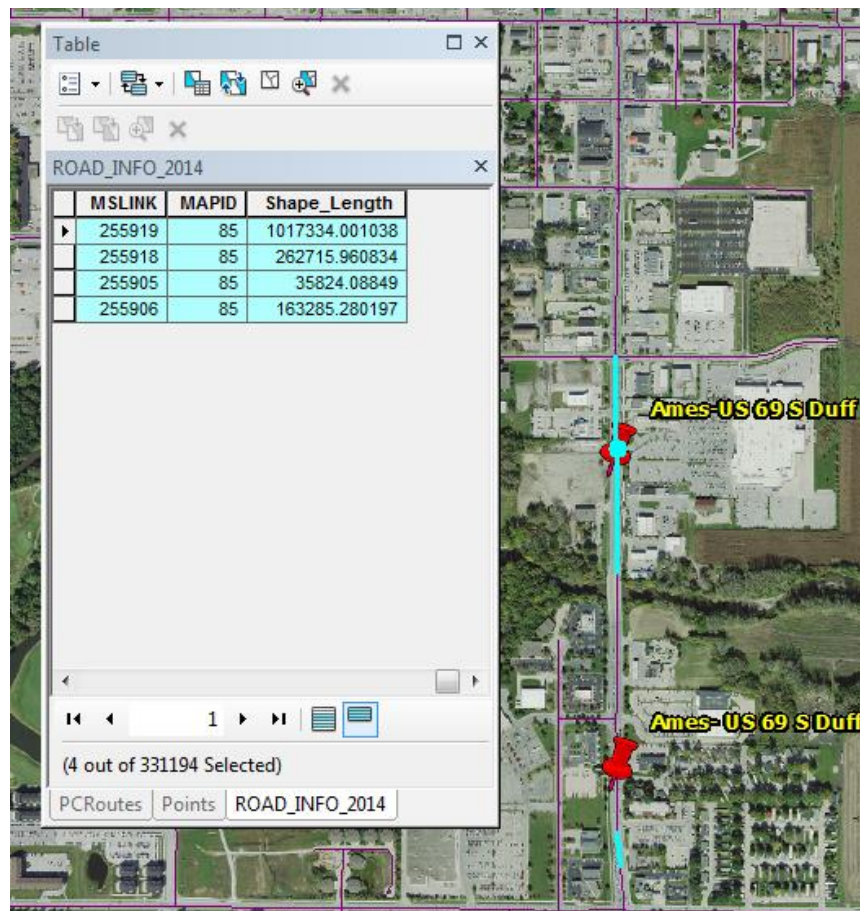 Table
ROAD_INFO_2014
MSLINK MAPID Shape_Length
255919 85 1017334.001038
255918 85 262715.960834
255905 85 35824.08849
255906 85 163285.280197
1
(4 out of 331194 Selected)
PCRoutes Points ROAD_INFO_2014
Ames-US 69 S Duff
Ames- US 69 S Duff